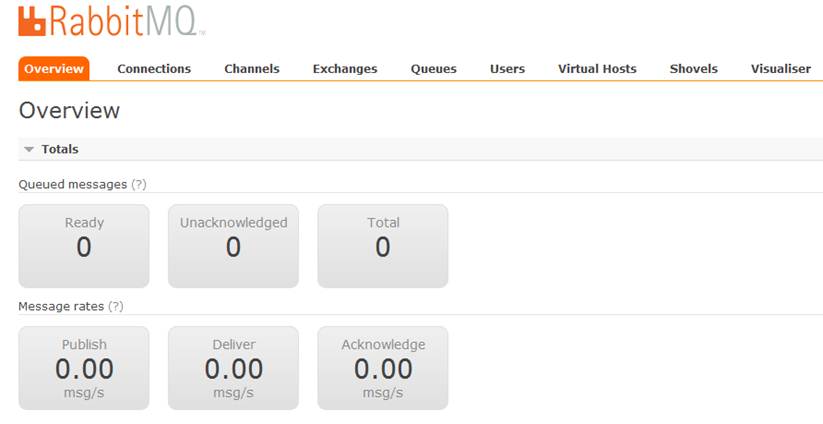 RabbitMQ™
Overview Connections Channels Exchanges Queues Users Virtual Hosts Shovels Visualiser
Overview
Totals
Queued messages (?)
Ready Unacknowledged Total
0 0 0
Message rates (?)
Publish Deliver Acknowledge
0.00 0.00 0.00
msg/s msg/s msg/s